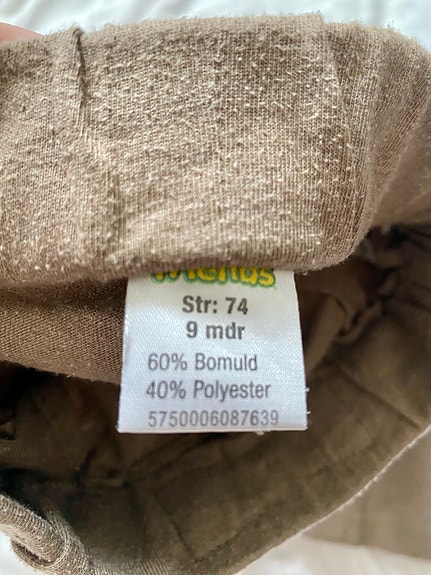 Str: 74
9 mdr
60% Bomuld
40% Polyester
5750006087639